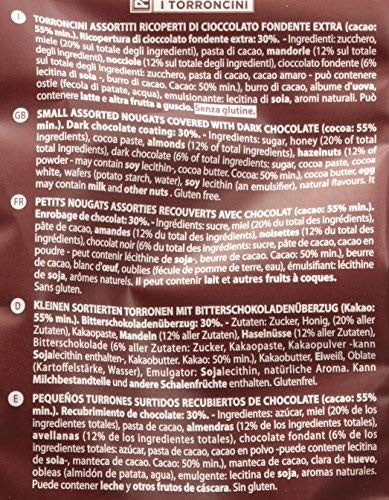 I TORRONCINI
I TORRONCINI ASSORTITI RICOPERTI DI CIOCCOLATO FONDENTE EXTRA (cacao:
55% min.). Ricopertura di cioccolato fondente extra: 30%. - Ingredienti: zucchero,
miele (20% sul totale degli ingredienti), pasta di cacao, mandorle (12% sul totale
degli ingredienti), nocciole (12% sul totale degli ingredienti), cioccolato fondente (6%
sul totale degli ingredienti: zucchero, pasta di cacao, cacao amaro - può contenere
lecitina di soia -, burro di cacao. Cacao: 50% min.), burro di cacao, albume d'uova,
ostie (fecola di patate, acqua), emulsionante: lecitina di soia, aromi naturali. Può
contenere latte e altra frutta a guscio. Senza glutine.
GB SMALL ASSORTED NOUGATS COVERED WITH DARK CHOCOLATE (cocoa: 55%
min.). Dark chocolate coating: 30%. - Ingredients: sugar, honey (20% of total
ingredients), cocoa paste, almonds (12% of total ingredients), hazelnuts (12% of
total ingredients), dark chocolate (6% of total ingredients: sugar, cocoa paste, cocoa
powder - may contain soy lecithin-, cocoa butter. Cocoa: 50% min.), cocoa butter, egg
white, wafers (potato starch, water), soy lecithin (an emulsifier), natural flavours. It
may contain milk and other nuts . Gluten free.
FR PETITS NOUGATS ASSORTIES RECOUVERTS AVEC CHOCOLAT (cacao: 55% min.).
Enrobage de chocolat: 30%. - Ingredients: sucre, miel (20% du total des ingrédients),
pâte de cacao, amandes (12% du total des ingrédients), noisettes (12% du total des
ingrédients), chocolat noir (6% du total des ingrédients: sucre, pâte de cacao, cacao en
poudre - peut contenir lécithine de soja-, beurre de cacao. Cacao: 50% min.), beurre
de cacao, blanc d'œuf, oublies (fécule de pomme de terre, eau), émulsifiant: lécithine
de soja, arômes naturels. Il peut contenir lait et autres fruits à coques.
Sans gluten.
D KLEINEN SORTIERTEN TORRONEN MIT BITTERSCHOKOLADENÜBERZUG (Kakao:
55% min.). Bitterschokoladenüberzug: 30%. - Zutaten: Zucker, Honig, (20% aller
Zutaten), Kakaopaste, Mandeln (12% aller Zutaten), Haselnüsse (12% aller Zutaten),
Bitterschokolade (6% aller Zutaten: Zucker, Kakaopaste, Kakaopulver -kann
Sojalecithin enthalten-, Kakaobutter. Kakao: 50% min.), Kakaobutter, Eiweiß, Oblate
(Kartoffelstärke, Wasser), Emulgator: Sojalecithin, natürliche Aroma. Kann
Milchbestandteile und andere Schalenfrüchte enthalten. Glutenfrei.
E PEQUEÑOS TURRONES SURTIDOS RECUBIERTOS DE CHOCOLATE (cacao: 55%
min.). Recubrimiento de chocolate: 30%. - Ingredientes: azúcar, miel (20% de los
ingredientes totales), pasta de cacao, almendras (12% de los ingredientes totales),
avellanas (12% de los ingredientes totales), chocolate fondant (6% de los
ingredientes totales: azúcar, pasta de cacao, cacao en polvo - puede contener lecitina
de soja-, manteca de cacao. Cacao: 50% min.), manteca de cacao, clara de huevo,
obleas (almidón de patata, agua), emulsionante: lecitina de soja, aromas naturales.
Puede contener leche y otros frutos de cáscara. Sin gluten.